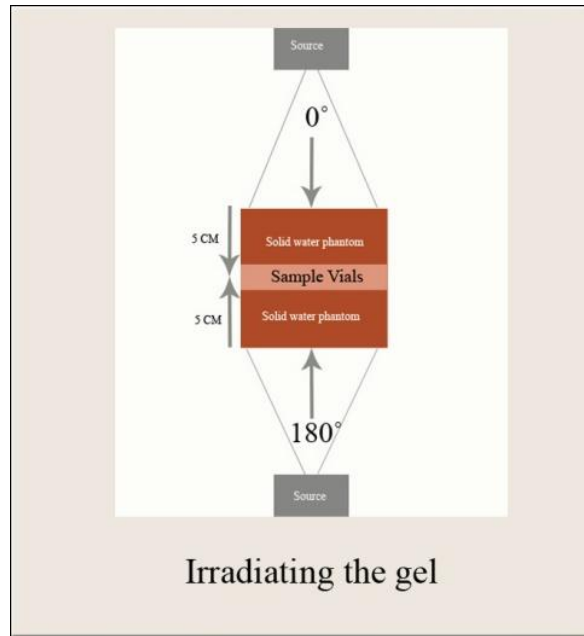 Source
0°
5 CM
Solid water phantom
Sample Vials
5 CM
Solid water phantom
180°
Source
Irradiating the gel